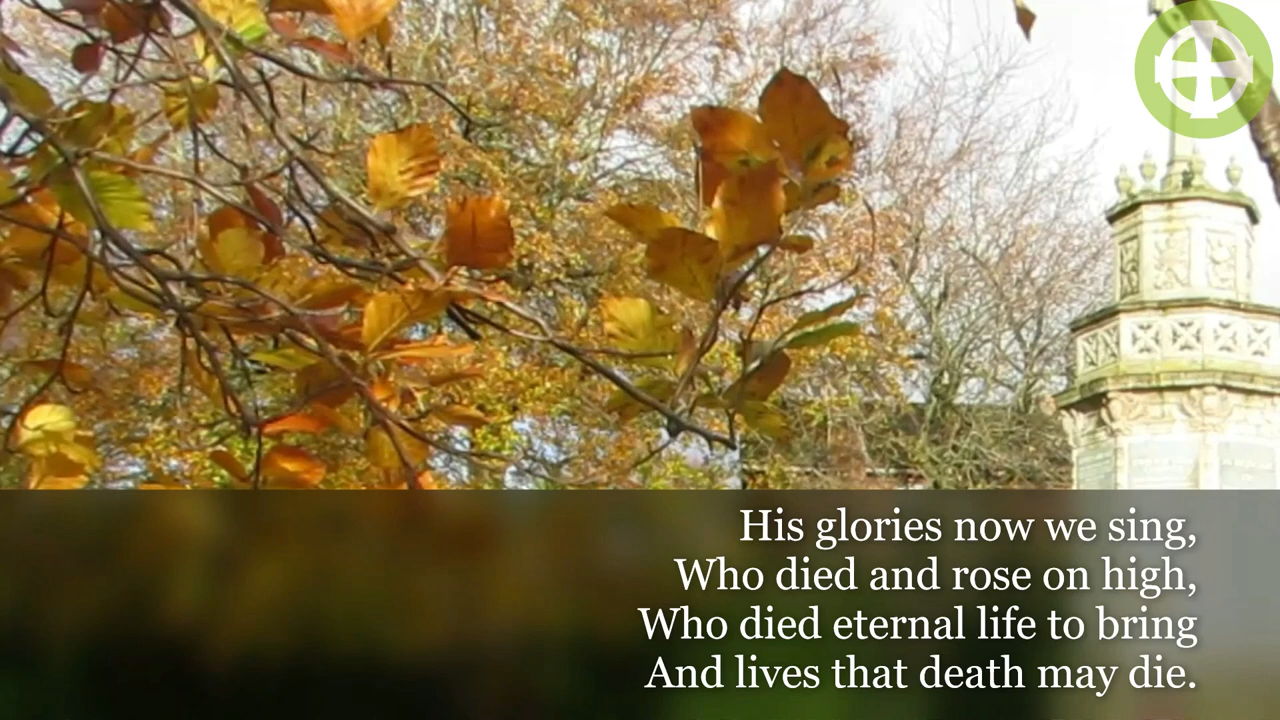 His glories now we sing,
Who died and rose on high,
Who died eternal life to bring
And lives that death may die.